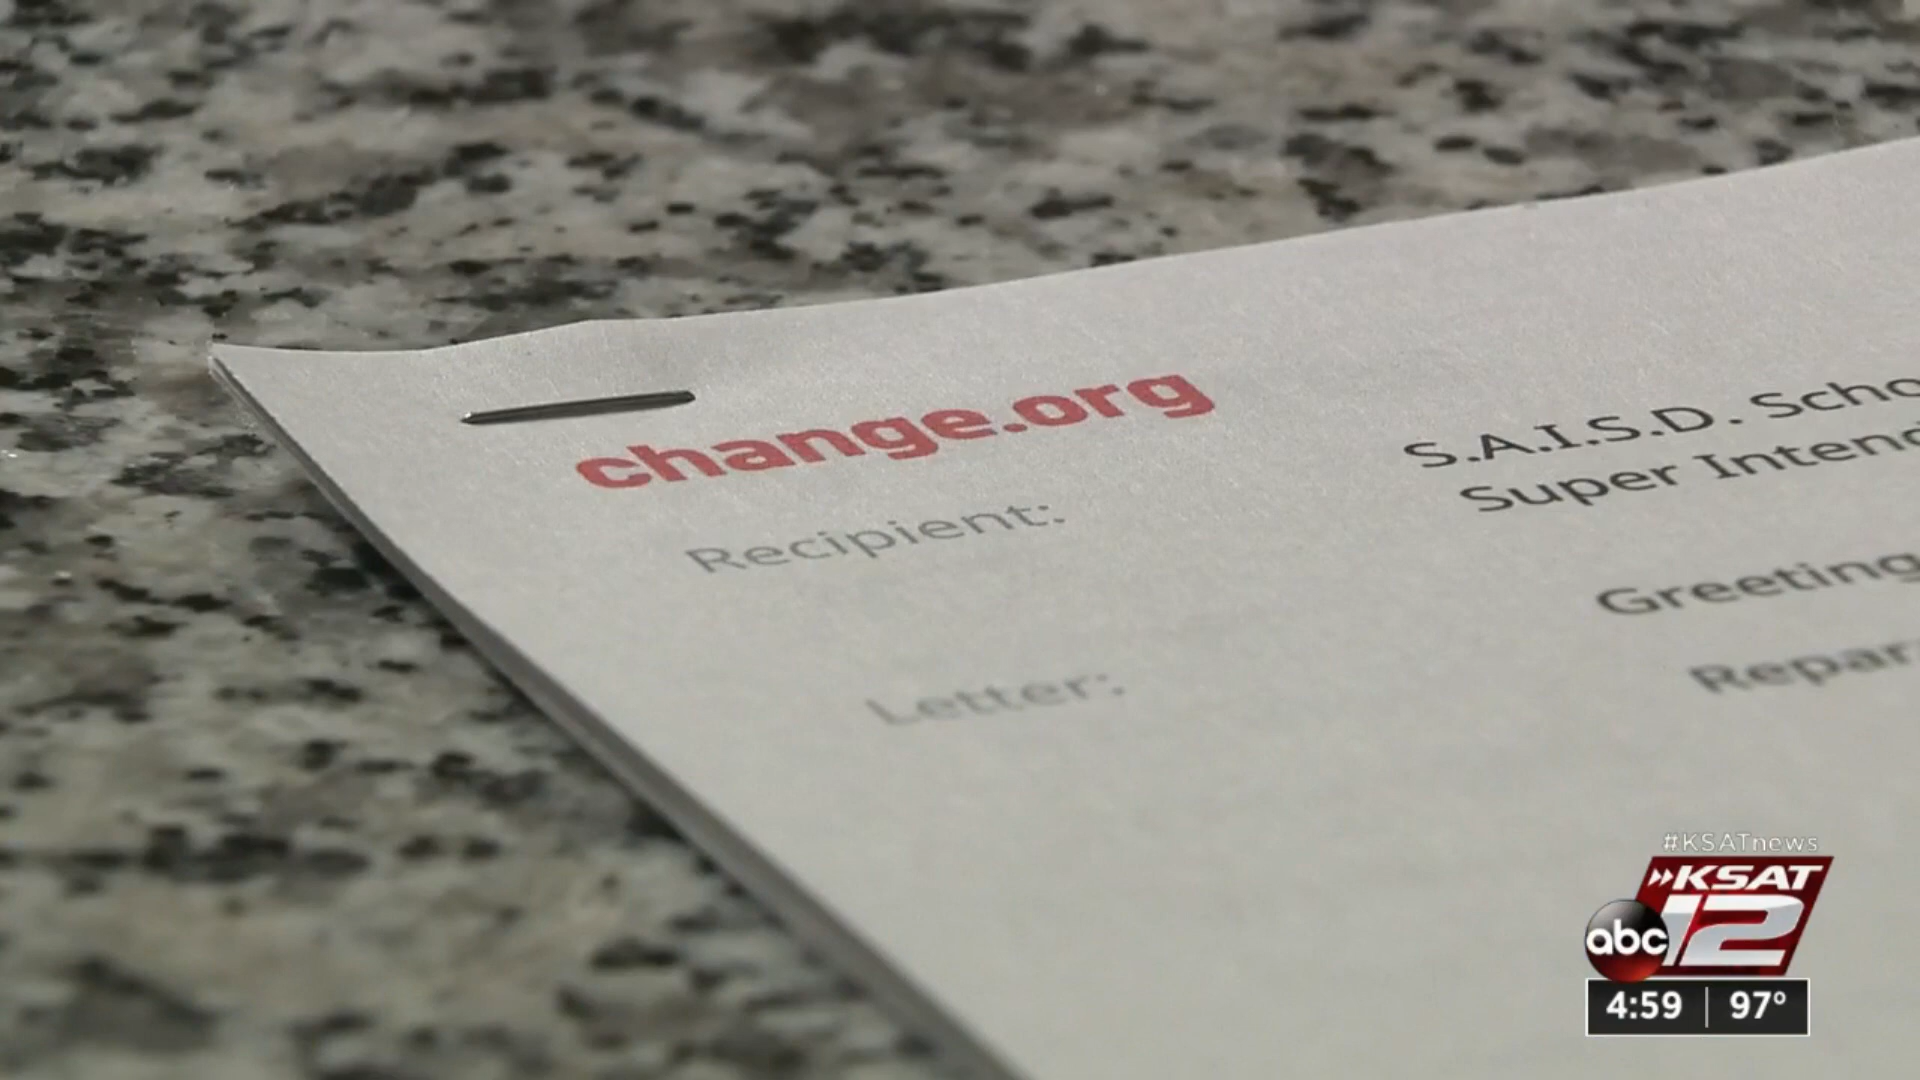 change.org
Recipient:
S.A.I.S.D. Scho
Super Intend
Letter:
Greeting
Repar
#KSATnews
KSAT
12
abc
4:59 | 97°